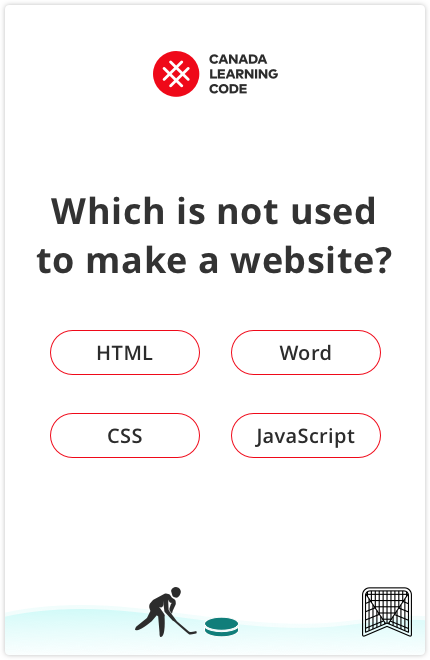 CANADA
LEARNING
CODE
Which is not used
to make a website?
HTML
Word
CSS
JavaScript